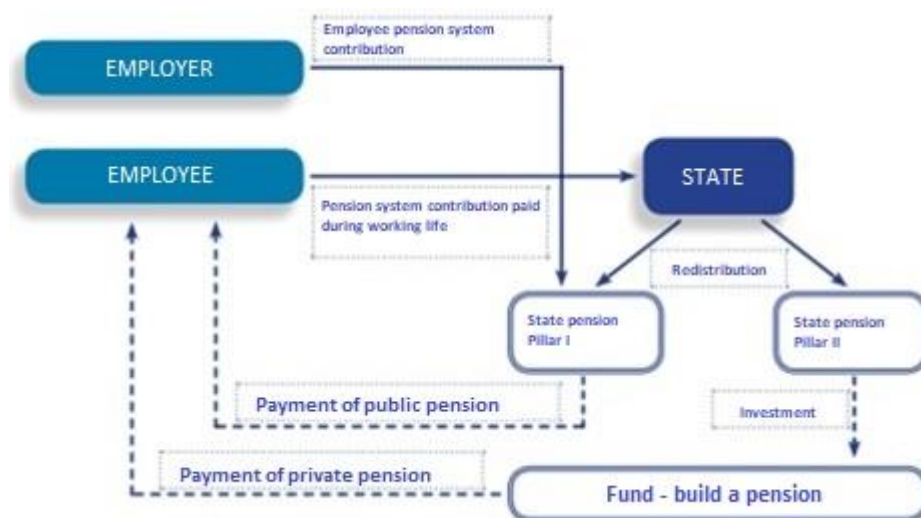 Employee pension system
contribution
EMPLOYER
EMPLOYEE
STATE
Pension system contribution paid
during working life
Redistribution
State pension
Pillar I
State pension
Pillar II
Payment of public pension
Investment
Payment of private pension
Fund - build a pension